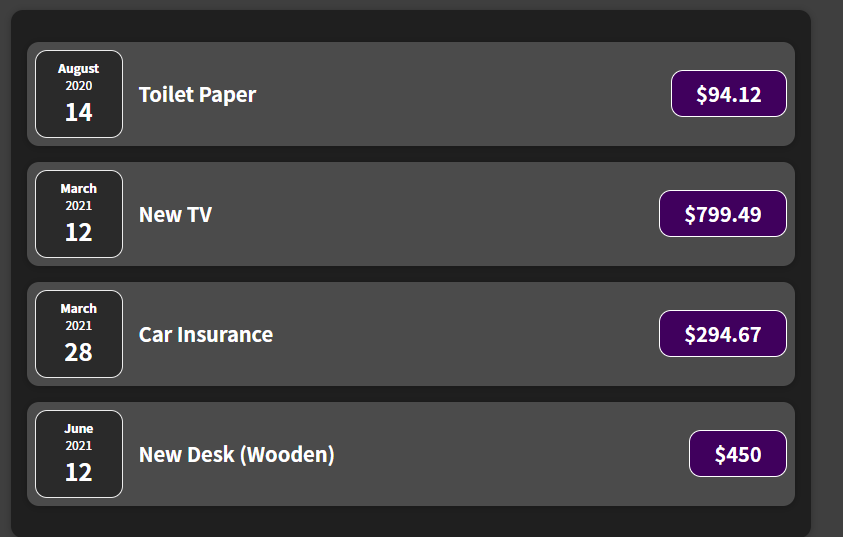 August
2020
14
Toilet Paper
$94.12
March
2021
12
New TV
$799.49
March
2021
28
Car Insurance
$294.67
June
2021
12
New Desk (Wooden)
$450